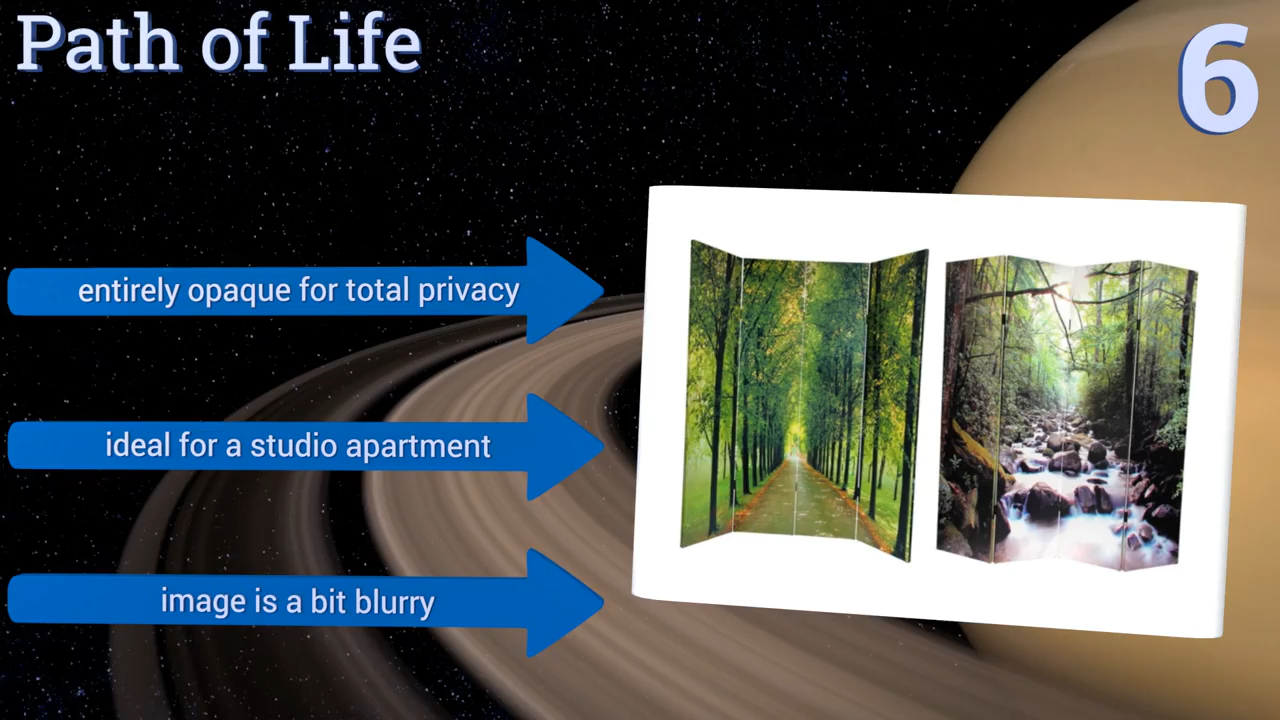 Path of Life
6
entirely opaque for total privacy
ideal for a studio apartment
image is a bit blurry